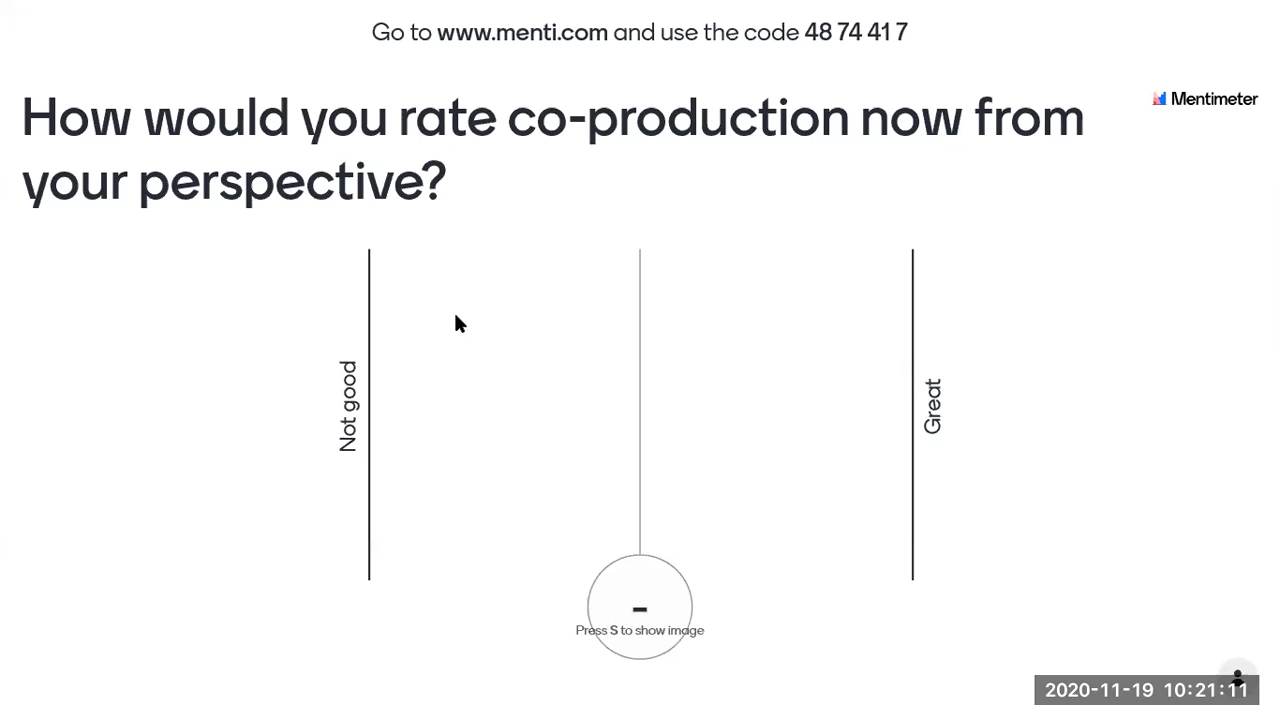 Go to www.menti.com and use the code 48 74 41 7
Mentimeter
How would you rate co-production now from
your perspective?
Not good
Great
-
Press S to show image
2020-11-19 10:21:11